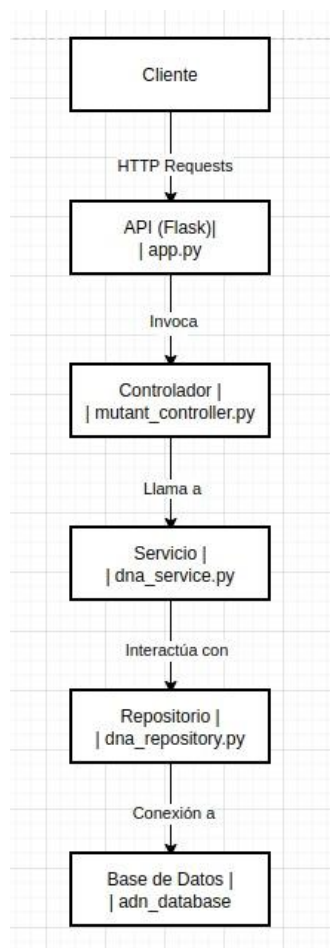 Cliente
HTTP Requests
API (Flask)|
| app.py
Invoca
Controlador |
| mutant_controller.py
Llama a
Servicio |
| dna_service.py
Interactúa con
Repositorio |
| dna_repository.py
Conexión a
Base de Datos |
| adn_database